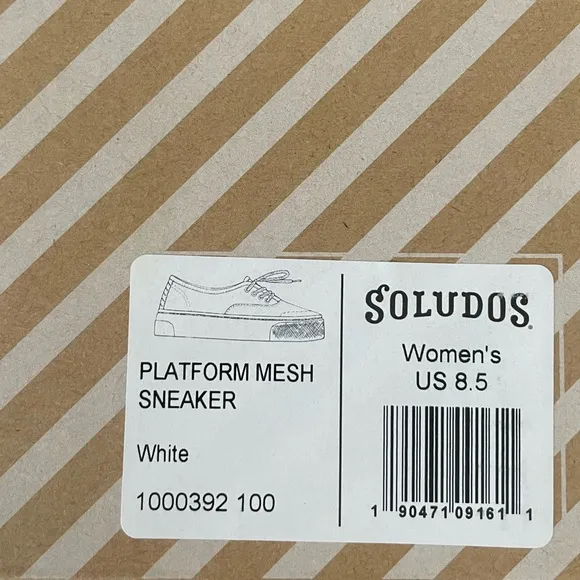 PLATFORM MESH
SNEAKER
White
1000392 100
SOLUDOS.
Women's
US 8.5
1 90471 09161 1